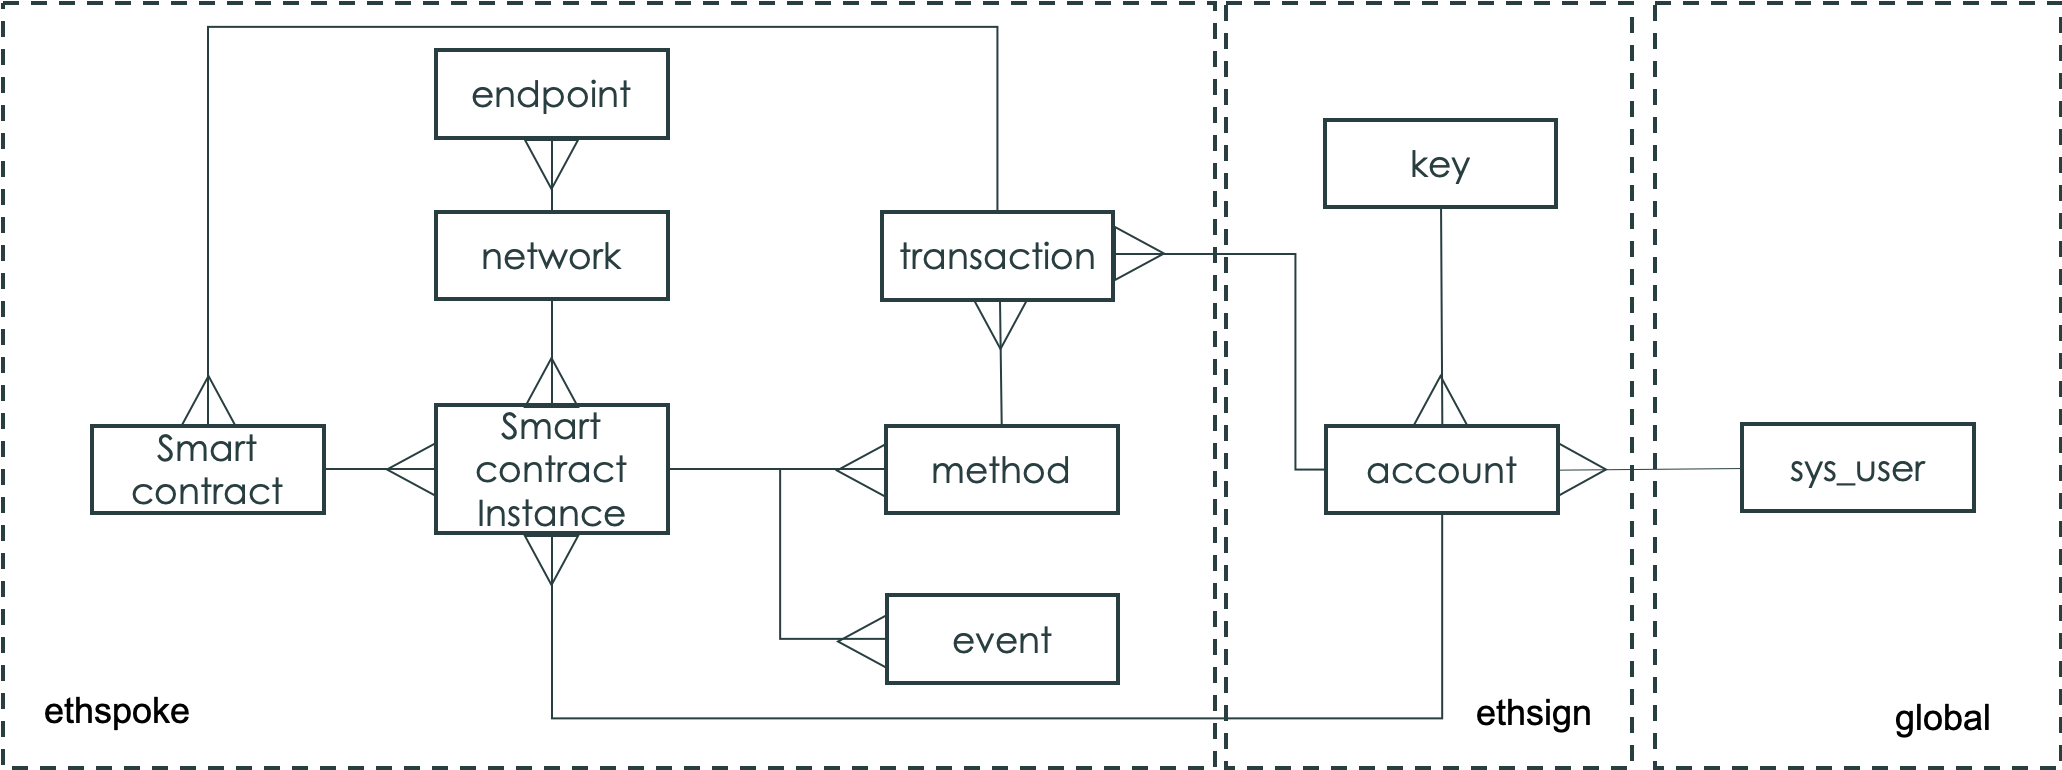 endpoint
key
network
transaction
Smart
contract
Smart
contract
Instance
method
account
sys_user
event
ethspoke
ethsign
global